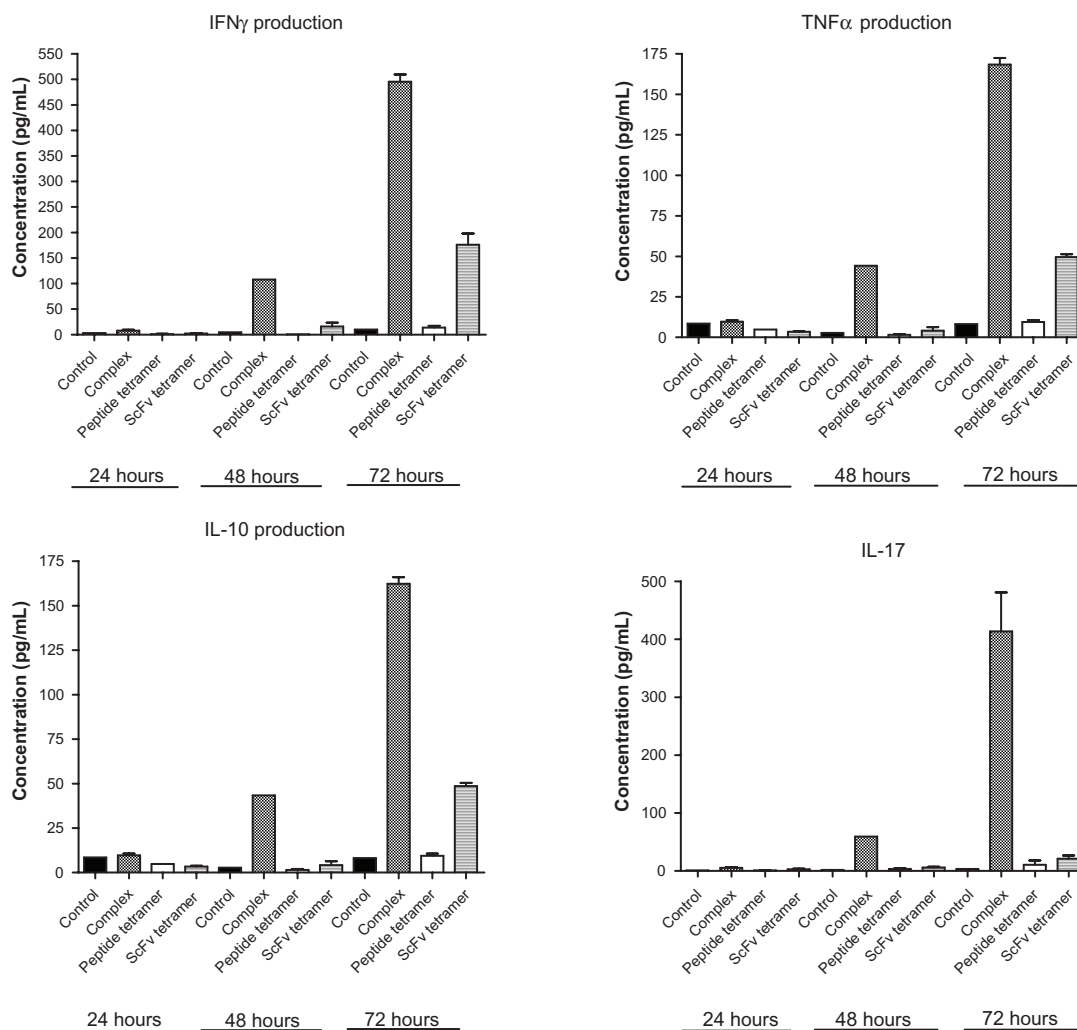 IFNγ production
Concentration (pg/mL)
550
500
450
400
350
300
250
200
150
100
50
0
Control
Complex
Peptide tetramer
ScFv tetramer
Control
Complex
Peptide tetramer
ScFv tetramer
Control
Complex
Peptide tetramer
ScFv tetramer
24 hours
48 hours
72 hours
TNFα production
Concentration (pg/mL)
175
150
125
100
75
50
25
0
Control
Complex
Peptide tetramer
ScFv tetramer
Control
Complex
Peptide tetramer
ScFv tetramer
Control
Complex
Peptide tetramer
ScFv tetramer
24 hours
48 hours
72 hours
IL-10 production
Concentration (pg/mL)
175
150
125
100
75
50
25
0
Control
Complex
Peptide tetramer
ScFv tetramer
Control
Complex
Peptide tetramer
ScFv tetramer
Control
Complex
Peptide tetramer
ScFv tetramer
24 hours
48 hours
72 hours
IL-17
Concentration (pg/mL)
500
400
300
200
100
0
Control
Complex
Peptide tetramer
ScFv tetramer
Control
Complex
Peptide tetramer
ScFv tetramer
Control
Complex
Peptide tetramer
ScFv tetramer
24 hours
48 hours
72 hours